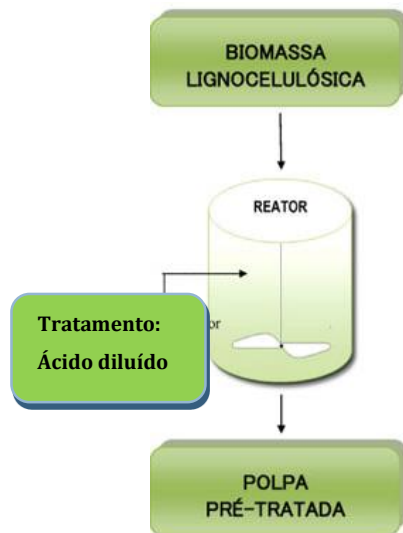 BIOMASSA
LIGNOCELULÓSICA
REATOR
Tratamento:
Ácido diluído
or
POLPA
PRÉ-TRATADA